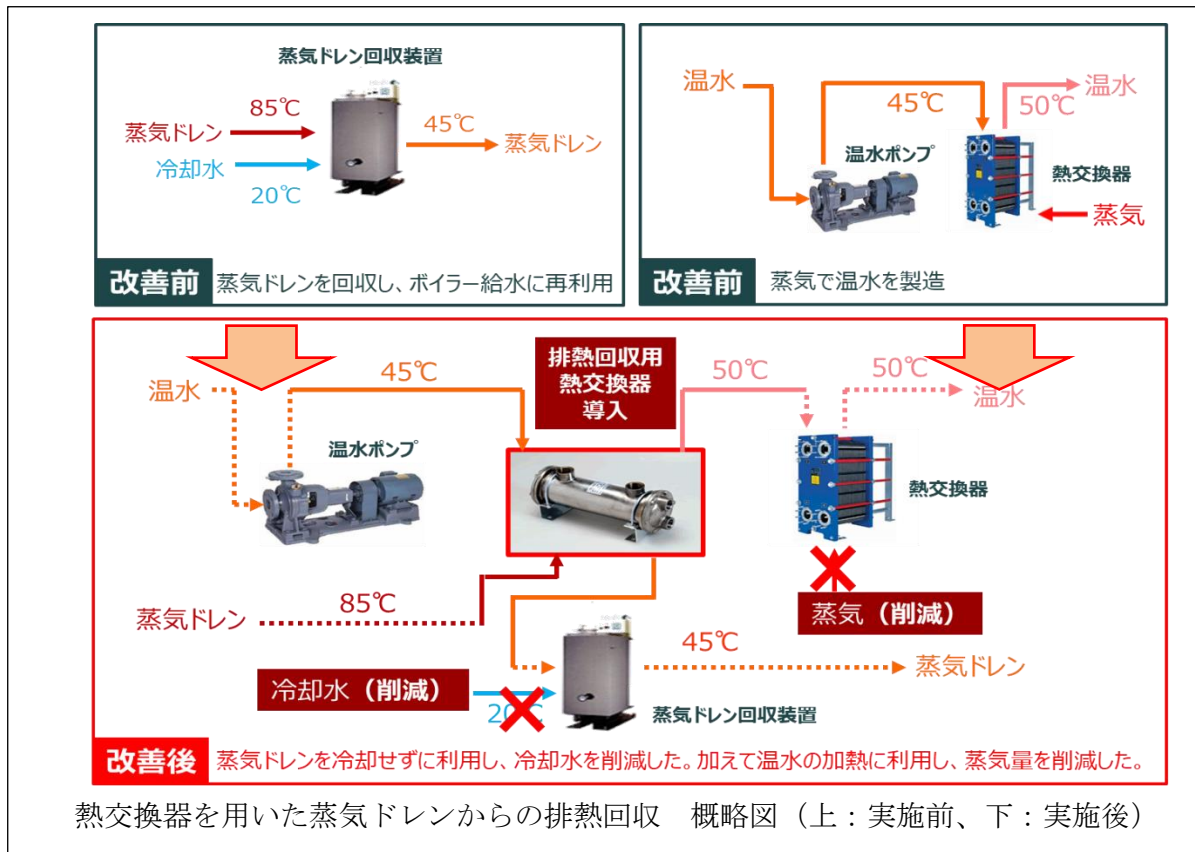 蒸気ドレン回収装置
85℃
蒸気ドレン
冷却水
20℃
45℃
蒸気ドレン
改善前 蒸気ドレンを回収し、ボイラー給水に再利用
温水
45℃
温水
50℃
温水ポンプ
熱交換器
蒸気
改善前 蒸気で温水を製造
温水
45℃
排熱回収用
熱交換器
導入
50℃
50℃
温水
温水ポンプ
熱交換器
蒸気ドレン
85℃
蒸気（削減）
45℃
蒸気ドレン
冷却水（削減）
20℃
蒸気ドレン回収装置
改善後 蒸気ドレンを冷却せずに利用し、冷却水を削減した。加えて温水の加熱に利用し、蒸気量を削減した。
熱交換器を用いた蒸気ドレンからの排熱回収　概略図（上：実施前、下：実施後）